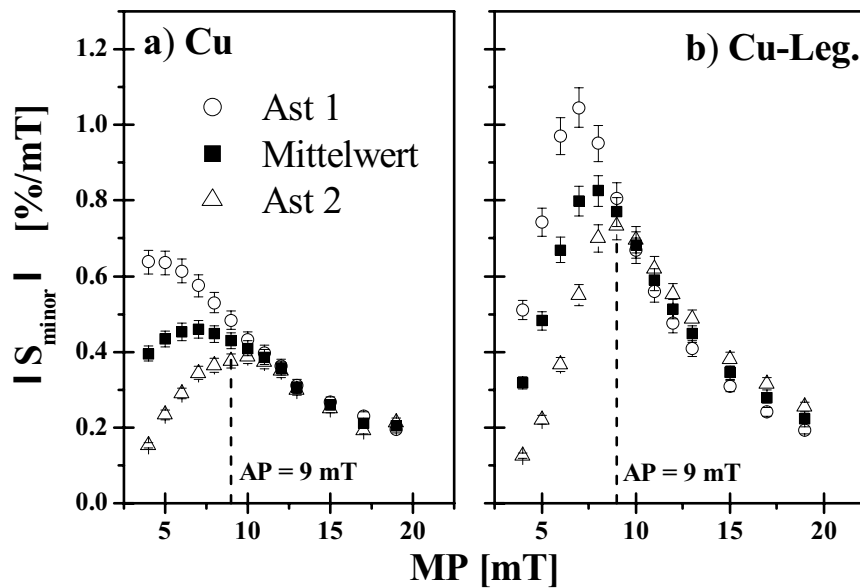 a) Cu
b) Cu-Leg.
Ast 1
Mittelwert
Ast 2
|S_minor| [%/mT]
1.2
1.0
0.8
0.6
0.4
0.2
0.0
AP = 9 mT
AP = 9 mT
5 10 15 20
5 10 15 20
MP [mT]